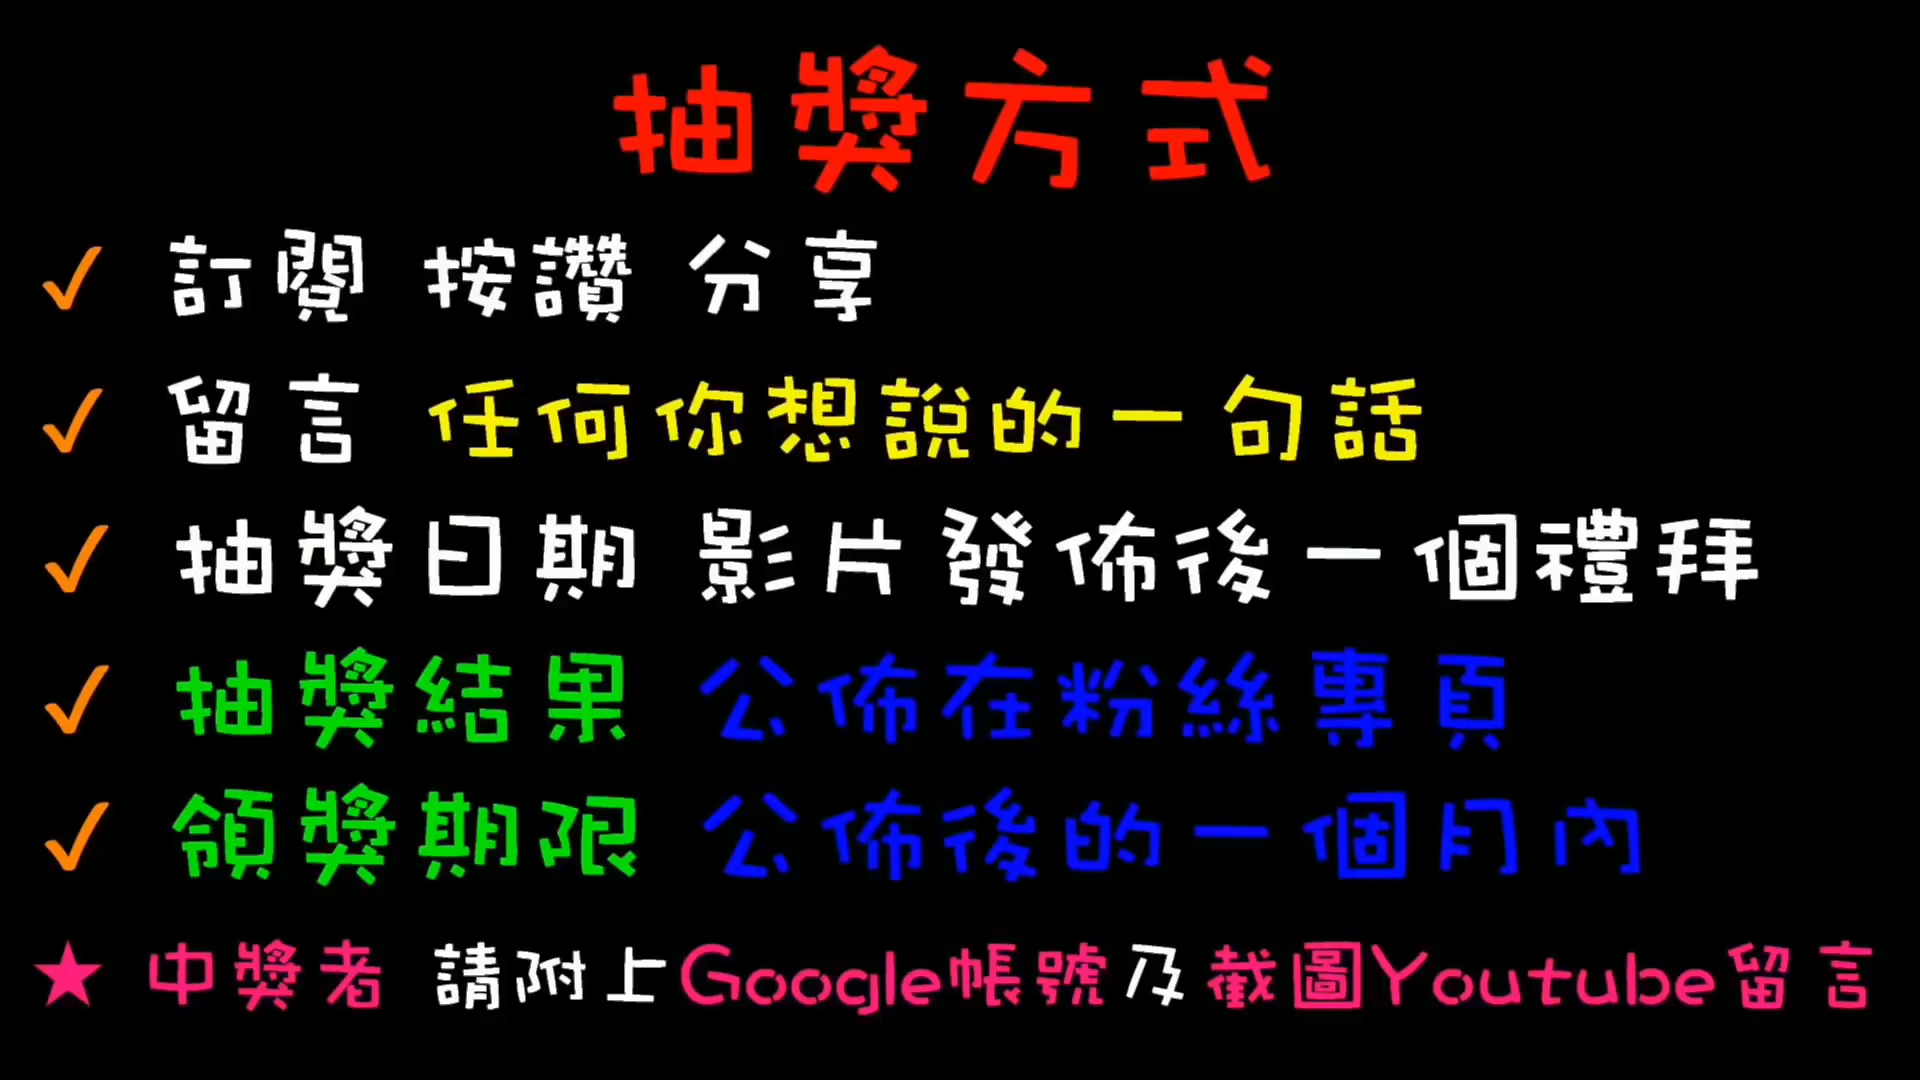 抽獎方式
✓ 訂閱 按讚 分享
✓ 留言 任何你想說的一句話
✓ 抽獎日期 影片發佈後一個禮拜
✓ 抽獎結果 公佈在粉絲專頁
✓ 領獎期限 公佈後的一個月內
★ 中獎者 請附上Google帳號及截圖Youtube留言